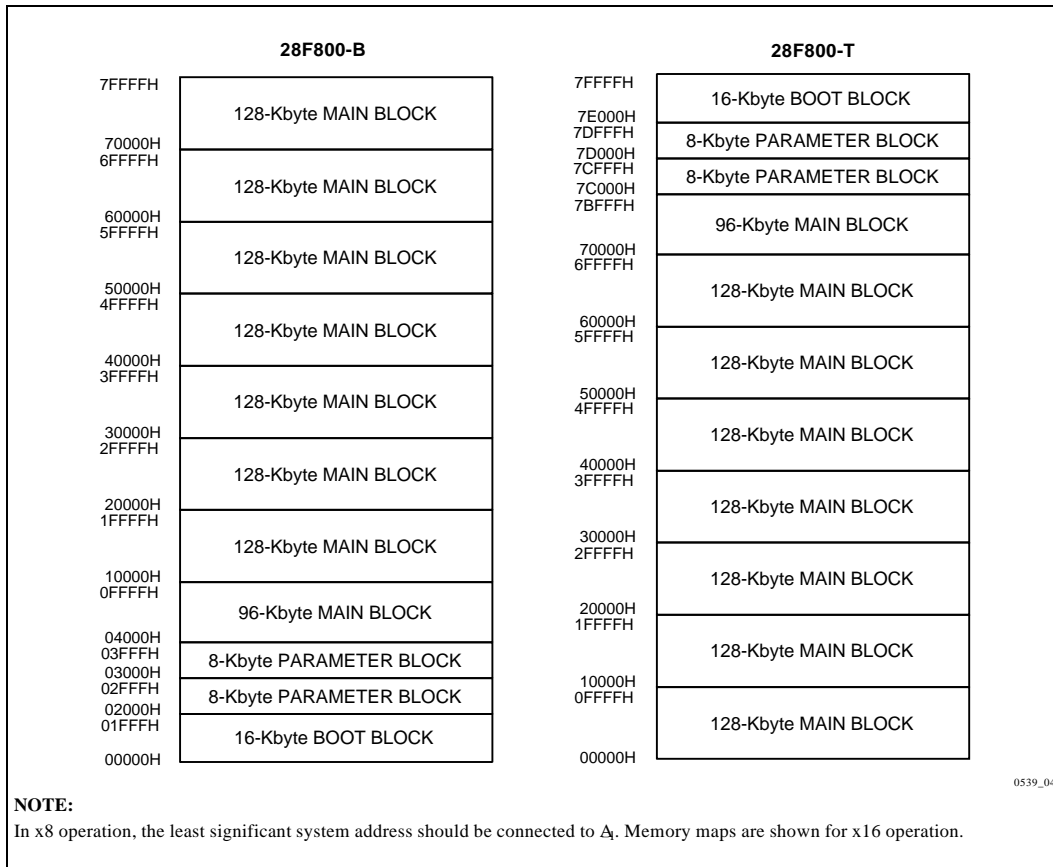 28F800-B
7FFFFH
128-Kbyte MAIN BLOCK
70000H
6FFFFH
128-Kbyte MAIN BLOCK
60000H
5FFFFH
128-Kbyte MAIN BLOCK
50000H
4FFFFH
128-Kbyte MAIN BLOCK
40000H
3FFFFH
128-Kbyte MAIN BLOCK
30000H
2FFFFH
128-Kbyte MAIN BLOCK
20000H
1FFFFH
128-Kbyte MAIN BLOCK
10000H
0FFFFH
96-Kbyte MAIN BLOCK
04000H
03FFFH
8-Kbyte PARAMETER BLOCK
03000H
02FFFH
8-Kbyte PARAMETER BLOCK
02000H
01FFFH
16-Kbyte BOOT BLOCK
00000H
28F800-T
7FFFFH
16-Kbyte BOOT BLOCK
7E000H
7DFFFH
8-Kbyte PARAMETER BLOCK
7D000H
7CFFFH
8-Kbyte PARAMETER BLOCK
7C000H
7BFFFH
96-Kbyte MAIN BLOCK
70000H
6FFFFH
128-Kbyte MAIN BLOCK
60000H
5FFFFH
128-Kbyte MAIN BLOCK
50000H
4FFFFH
128-Kbyte MAIN BLOCK
40000H
3FFFFH
128-Kbyte MAIN BLOCK
30000H
2FFFFH
128-Kbyte MAIN BLOCK
20000H
1FFFFH
128-Kbyte MAIN BLOCK
10000H
0FFFFH
128-Kbyte MAIN BLOCK
00000H
0539_04
NOTE:
In x8 operation, the least significant system address should be connected to A-1. Memory maps are shown for x16 operation.